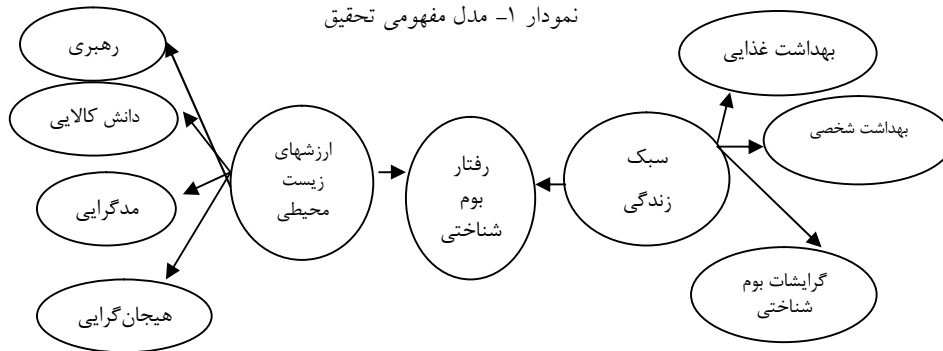 نمودار ۱- مدل مفهومی تحقیق
بهداشت غذایی
بهداشت شخصی
گرایشات بوم
شناختی
سبک
زندگی
رفتار
بوم
شناختی
ارزشهای
زیست
محیطی
رهبری
دانش کالایی
مدگرایی
هیجان‌گرایی